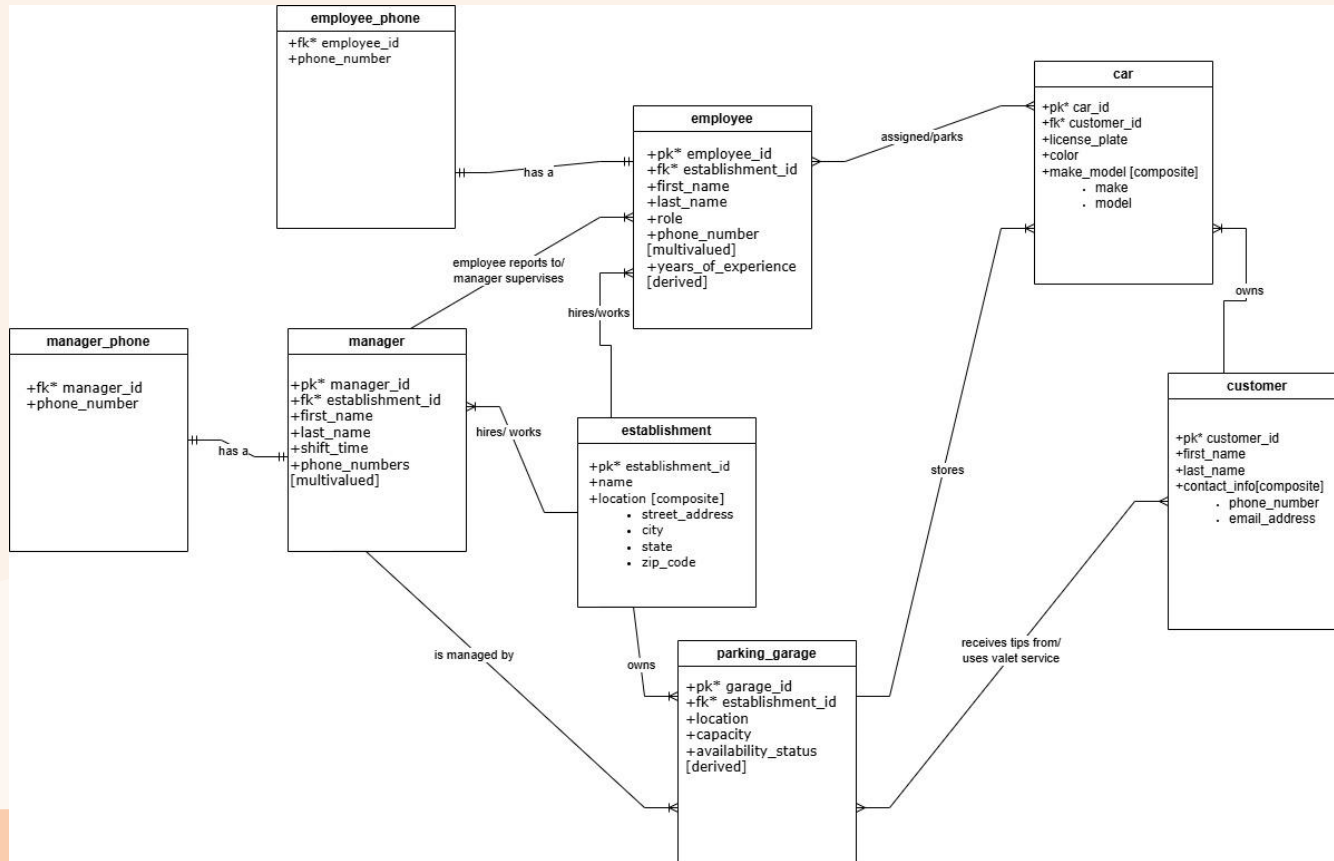 employee_phone
+fk* employee_id
+phone_number
car
+pk* car_id
+fk* customer_id
+license_plate
+color
+make_model [composite]
• make
• model
employee
+pk* employee_id
+fk* establishment_id
+first_name
+last_name
+role
+phone_number
[multivalued]
+years_of_experience
[derived]
assigned/parks
has a
employee reports to/
manager supervises
hires/works
owns
manager_phone
+fk* manager_id
+phone_number
manager
+pk* manager_id
+fk* establishment_id
+first_name
+last_name
+shift_time
+phone_numbers
[multivalued]
has a
hires/ works
establishment
+pk* establishment_id
+name
+location [composite]
• street_address
• city
• state
• zip_code
stores
customer
+pk* customer_id
+first_name
+last_name
+contact_info[composite]
• phone_number
• email_address
is managed by
owns
receives tips from/
uses valet service
parking_garage
+pk* garage_id
+fk* establishment_id
+location
+capacity
+availability_status
[derived]